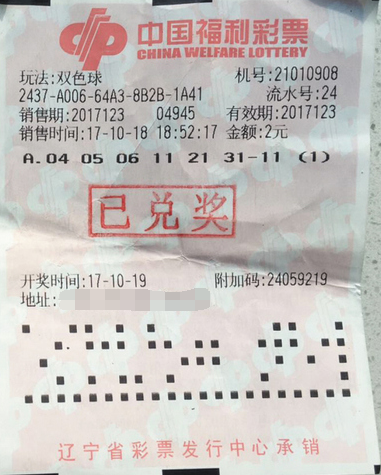 中国福利彩票
CHINA WELFARE LOTTERY
玩法:双色球 机号:21010908
2437-A006-64A3-8B2B-1A41 流水号:24
销售期:2017123 04945 有效期:2017123
销售时间:17-10-18 18:52:17 金额:2元
A.04 05 06 11 21 31-11 (1)
已兑奖
开奖时间:17-10-19 附加码:24059219
地址:
辽宁省彩票发行中心承销